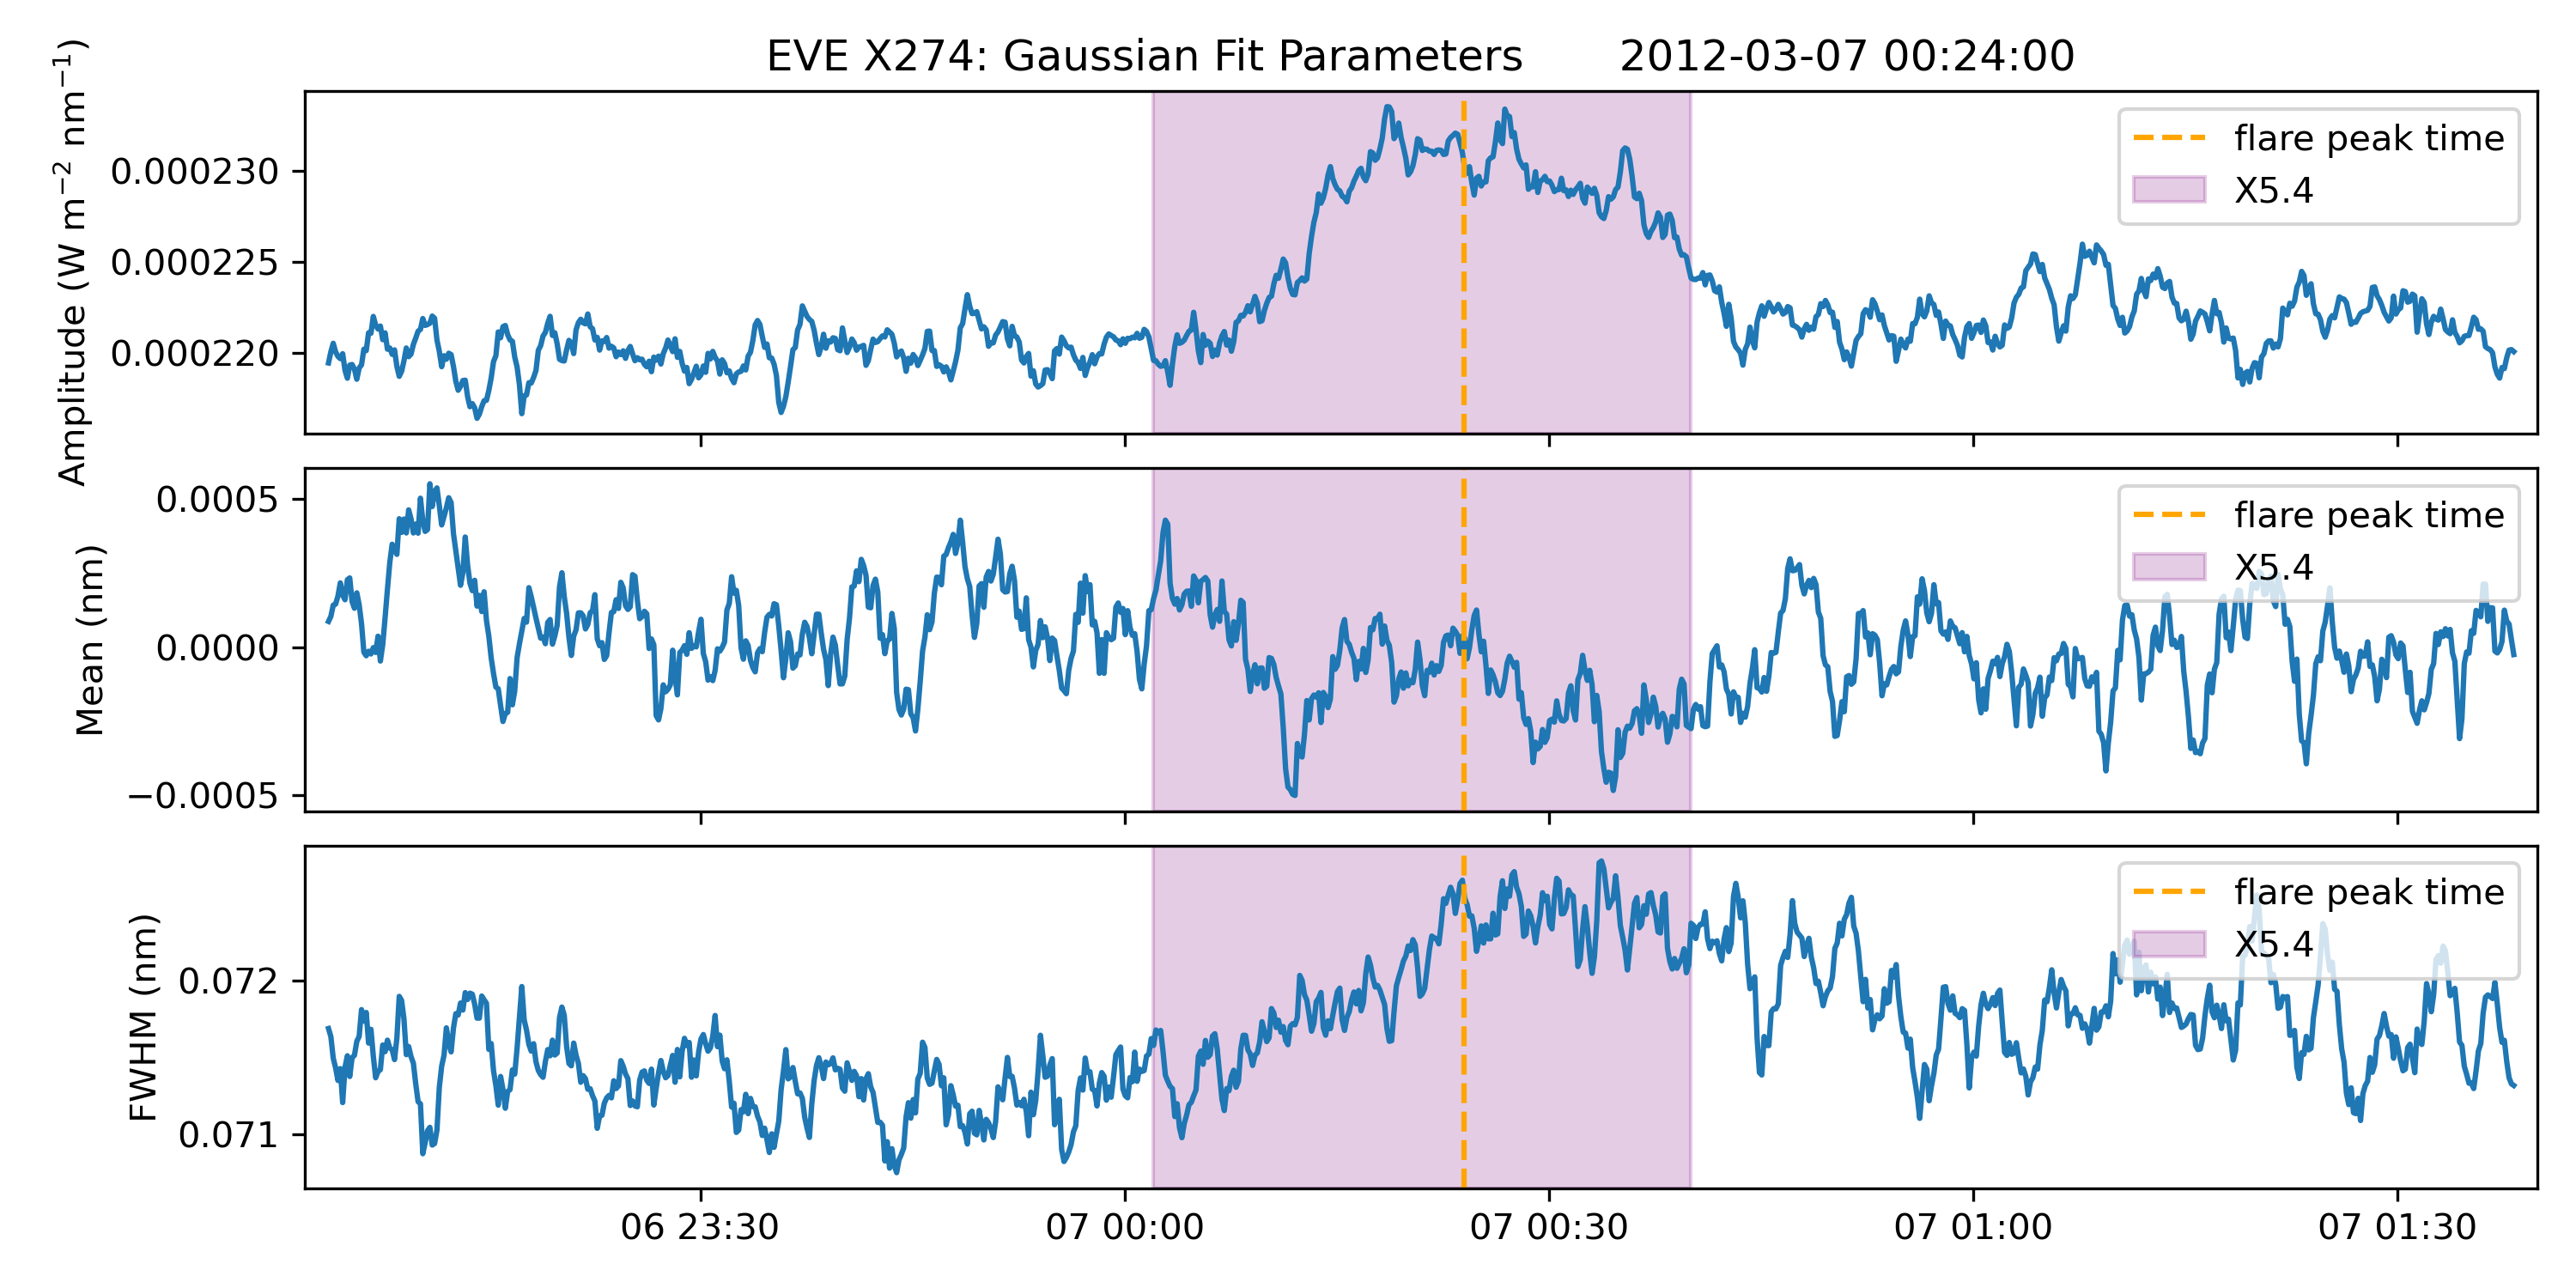 EVE X274: Gaussian Fit Parameters 2012-03-07 00:24:00
Amplitude (W m⁻² nm⁻¹)
0.000230
0.000225
0.000220
flare peak time
X5.4
Mean (nm)
0.0005
0.0000
−0.0005
flare peak time
X5.4
FWHM (nm)
0.072
0.071
flare peak time
X5.4
06 23:30
07 00:00
07 00:30
07 01:00
07 01:30